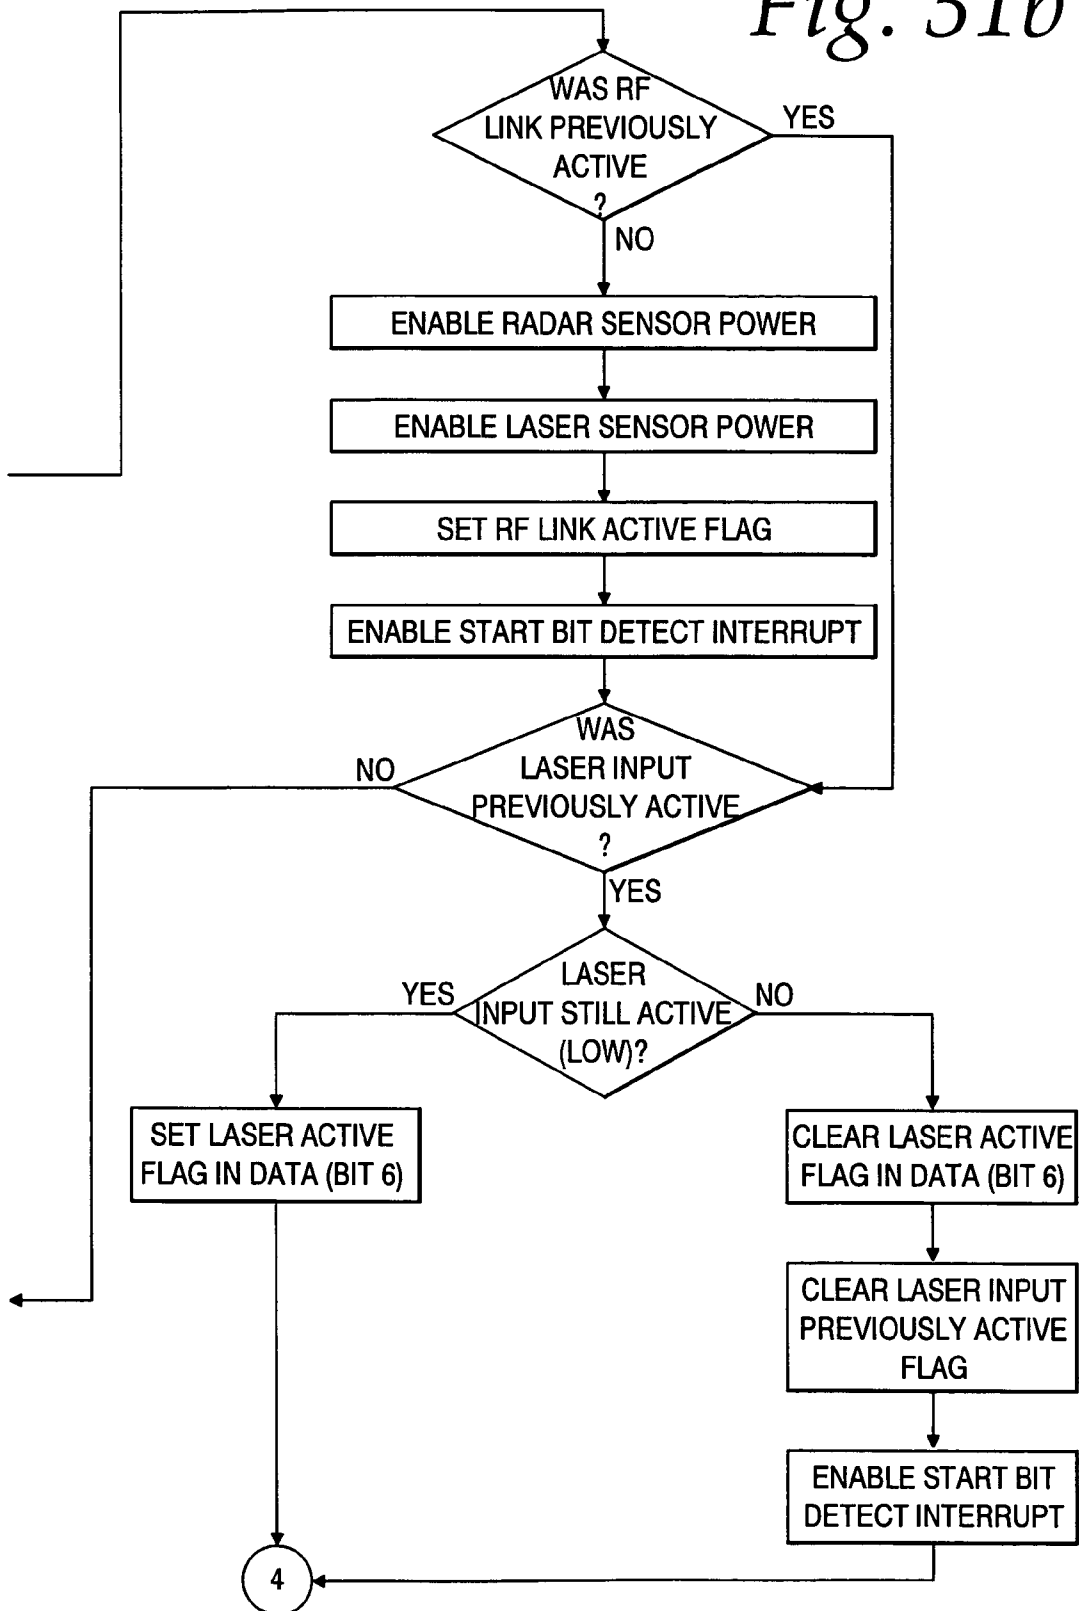 Fig. 31b
WAS RF
LINK PREVIOUSLY
ACTIVE
?
YES
NO
ENABLE RADAR SENSOR POWER
ENABLE LASER SENSOR POWER
SET RF LINK ACTIVE FLAG
ENABLE START BIT DETECT INTERRUPT
WAS
LASER INPUT
PREVIOUSLY ACTIVE
?
NO
YES
LASER
INPUT STILL ACTIVE
(LOW)?
YES
NO
SET LASER ACTIVE
FLAG IN DATA (BIT 6)
CLEAR LASER ACTIVE
FLAG IN DATA (BIT 6)
CLEAR LASER INPUT
PREVIOUSLY ACTIVE
FLAG
ENABLE START BIT
DETECT INTERRUPT
4